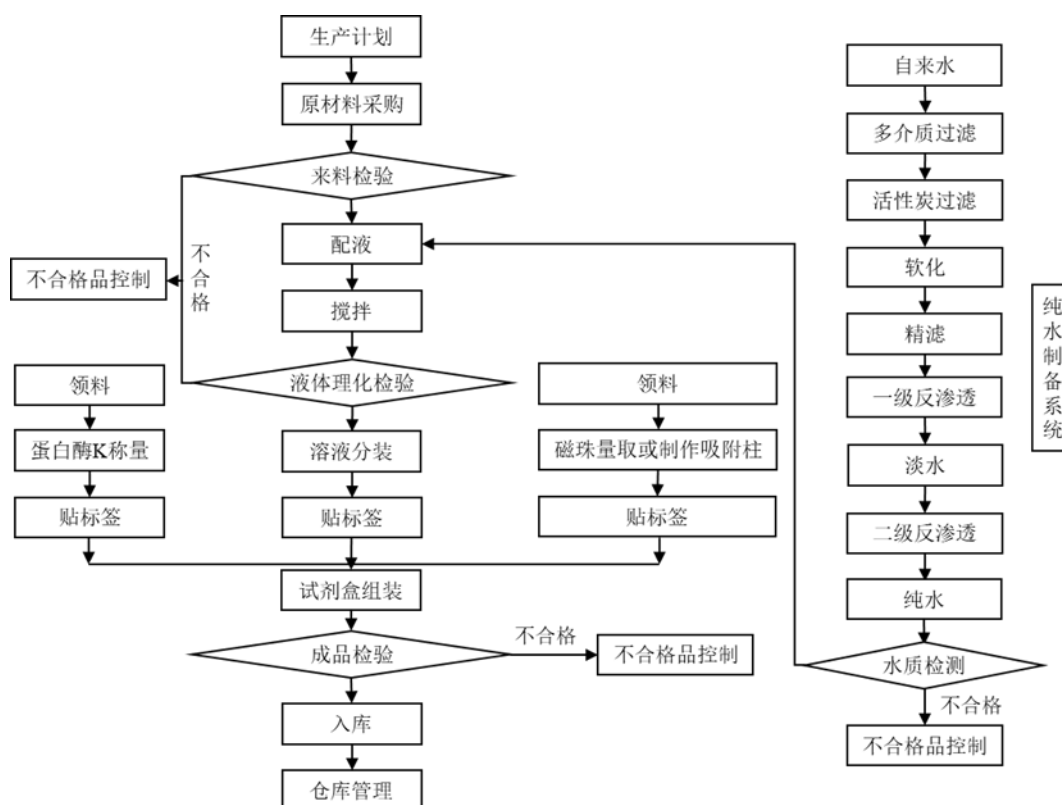 生产计划
原材料采购
来料检验
配液
不合格
不合格品控制
搅拌
液体理化检验
领料
蛋白酶K称量
贴标签
溶液分装
贴标签
领料
磁珠量取或制作吸附柱
贴标签
试剂盒组装
成品检验
不合格
不合格品控制
入库
仓库管理
自来水
多介质过滤
活性炭过滤
软化
精滤
一级反渗透
淡水
二级反渗透
纯水
水质检测
不合格
不合格品控制
纯水制备系统